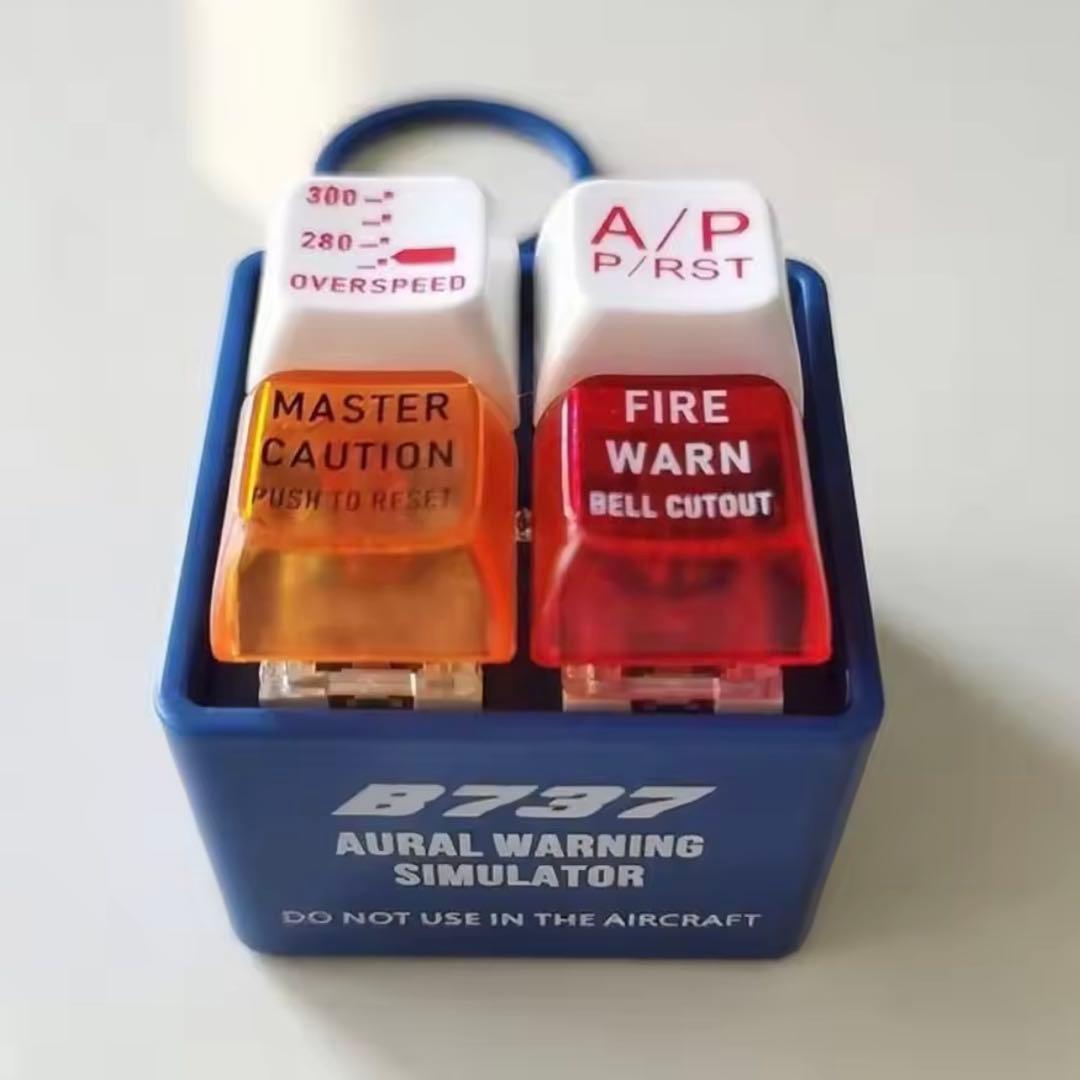 300
280
OVERSPEED
A/P
P/RST
MASTER
CAUTION
PUSH TO RESET
FIRE
WARN
BELL CUTOUT
B737
AURAL WARNING
SIMULATOR
DO NOT USE IN THE AIRCRAFT